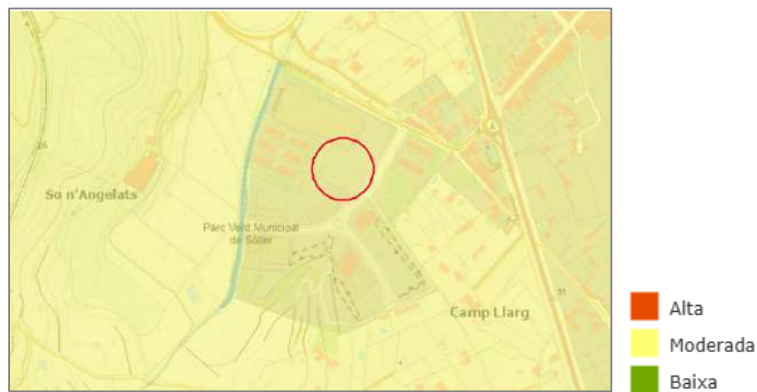 So n'Angelats
Parc Verd Municipal
de Sóller
Camp Llarg
Alta
Moderada
Baixa